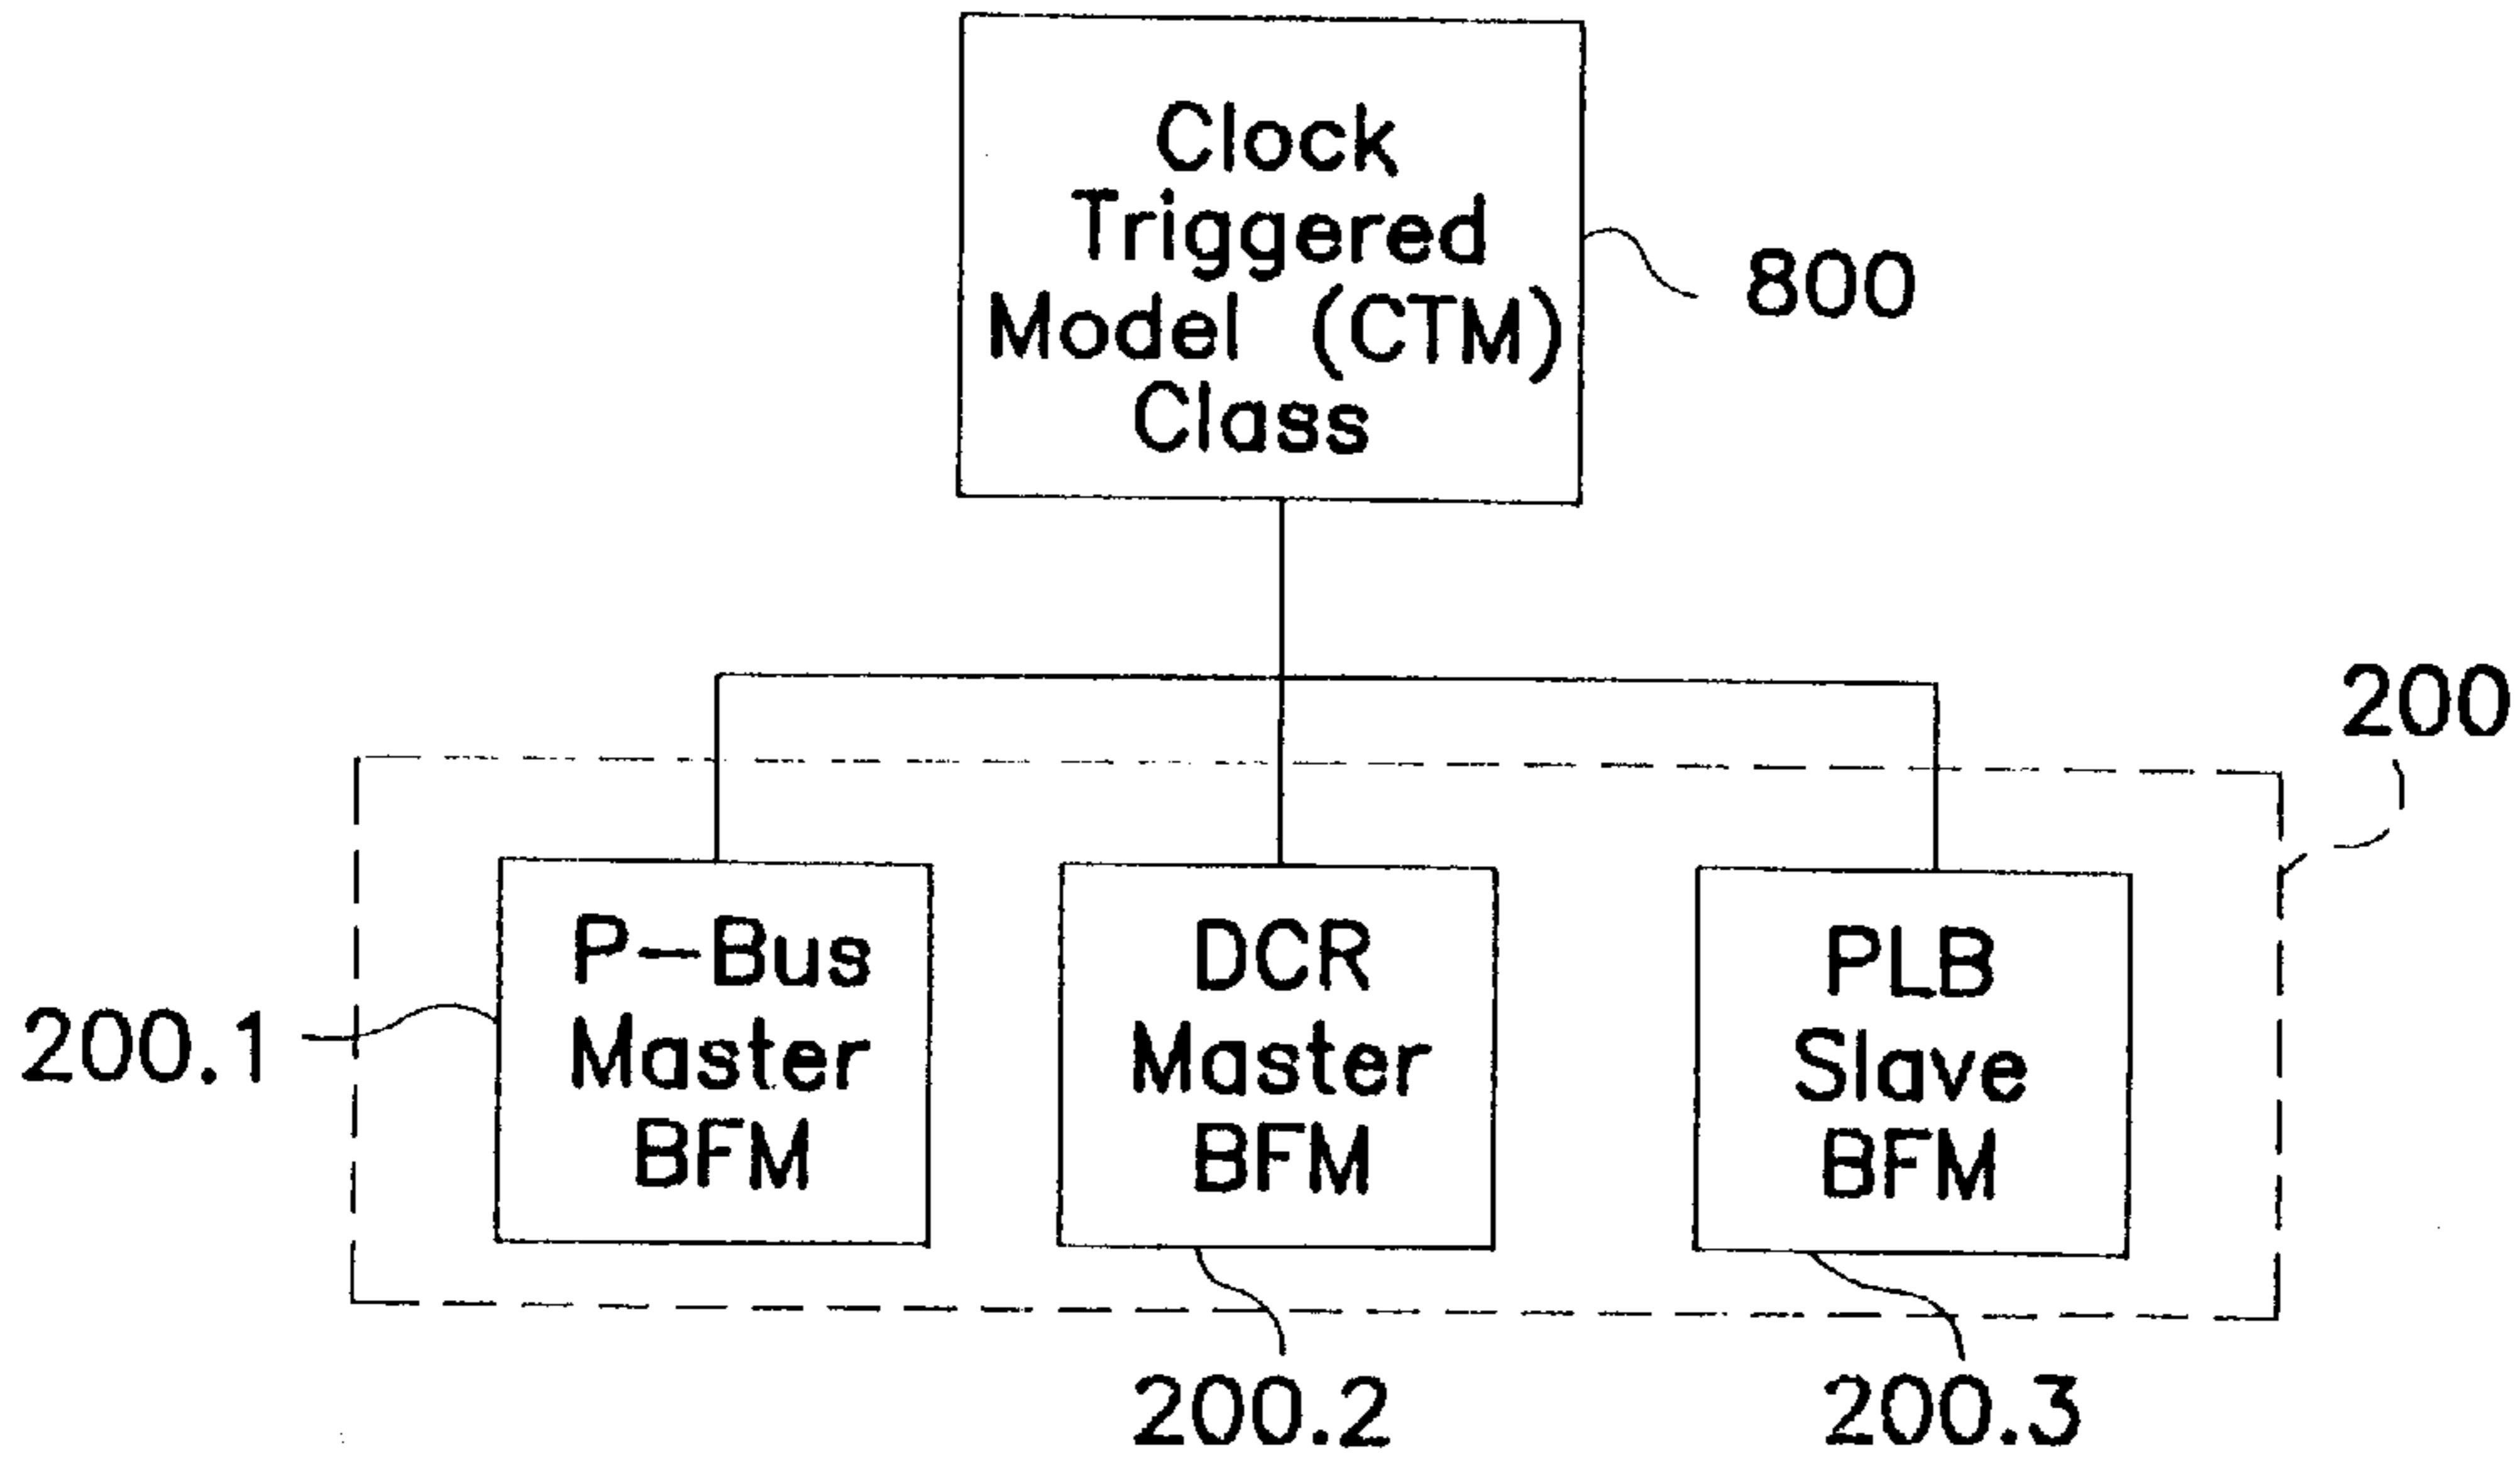 Clock
Triggered
Model (CTM)
Class
800
200
P-Bus
Master
BFM
200.1
DCR
Master
BFM
200.2
PLB
Slave
BFM
200.3